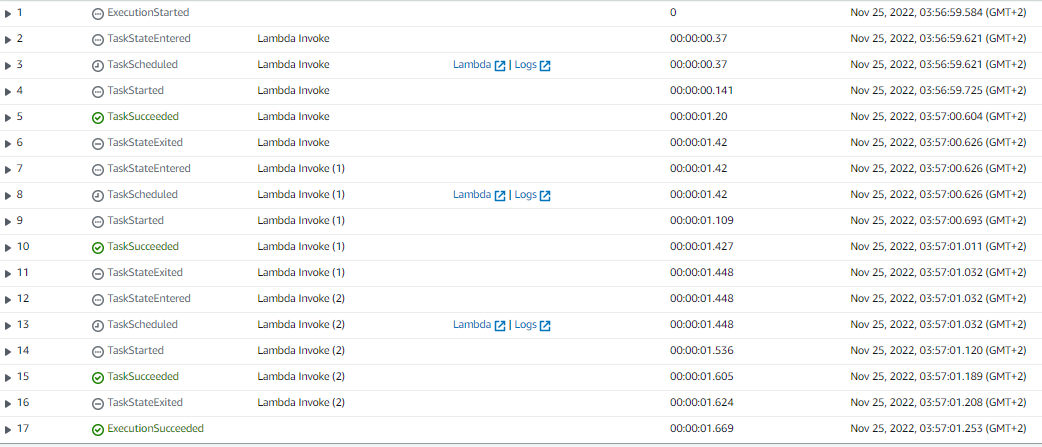 1 ExecutionStarted 0 Nov 25, 2022, 03:56:59.584 (GMT+2)
2 TaskStateEntered Lambda Invoke 00:00:00.37 Nov 25, 2022, 03:56:59.621 (GMT+2)
3 TaskScheduled Lambda Invoke Lambda | Logs 00:00:00.37 Nov 25, 2022, 03:56:59.621 (GMT+2)
4 TaskStarted Lambda Invoke 00:00:00.141 Nov 25, 2022, 03:56:59.725 (GMT+2)
5 TaskSucceeded Lambda Invoke 00:00:01.20 Nov 25, 2022, 03:57:00.604 (GMT+2)
6 TaskStateExited Lambda Invoke 00:00:01.42 Nov 25, 2022, 03:57:00.626 (GMT+2)
7 TaskStateEntered Lambda Invoke (1) 00:00:01.42 Nov 25, 2022, 03:57:00.626 (GMT+2)
8 TaskScheduled Lambda Invoke (1) Lambda | Logs 00:00:01.42 Nov 25, 2022, 03:57:00.626 (GMT+2)
9 TaskStarted Lambda Invoke (1) 00:00:01.109 Nov 25, 2022, 03:57:00.693 (GMT+2)
10 TaskSucceeded Lambda Invoke (1) 00:00:01.427 Nov 25, 2022, 03:57:01.011 (GMT+2)
11 TaskStateExited Lambda Invoke (1) 00:00:01.448 Nov 25, 2022, 03:57:01.032 (GMT+2)
12 TaskStateEntered Lambda Invoke (2) 00:00:01.448 Nov 25, 2022, 03:57:01.032 (GMT+2)
13 TaskScheduled Lambda Invoke (2) Lambda | Logs 00:00:01.448 Nov 25, 2022, 03:57:01.032 (GMT+2)
14 TaskStarted Lambda Invoke (2) 00:00:01.536 Nov 25, 2022, 03:57:01.120 (GMT+2)
15 TaskSucceeded Lambda Invoke (2) 00:00:01.605 Nov 25, 2022, 03:57:01.189 (GMT+2)
16 TaskStateExited Lambda Invoke (2) 00:00:01.624 Nov 25, 2022, 03:57:01.208 (GMT+2)
17 ExecutionSucceeded 00:00:01.669 Nov 25, 2022, 03:57:01.253 (GMT+2)